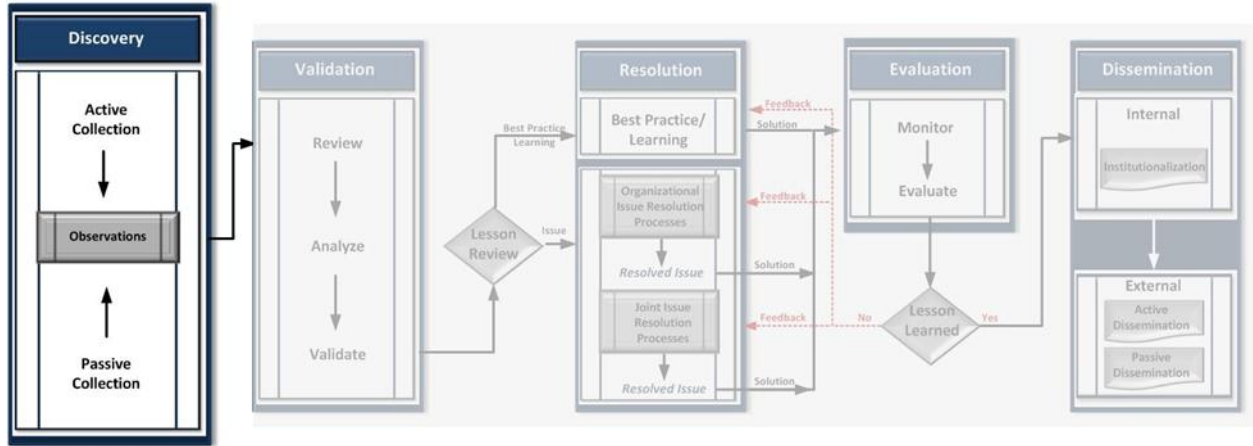 Discovery
Active
Collection
Observations
Passive
Collection
Validation
Review
Analyze
Validate
Best Practice
Learning
Lesson
Review
Issue
Resolution
Best Practice/
Learning
Organizational
Issue Resolution
Processes
Resolved Issue
Joint Issue
Resolution
Processes
Resolved Issue
Feedback
Solution
Feedback
Solution
Feedback
Solution
Evaluation
Monitor
Evaluate
No
Lesson
Learned
Yes
Dissemination
Internal
Institutionalization
External
Active
Dissemination
Passive
Dissemination